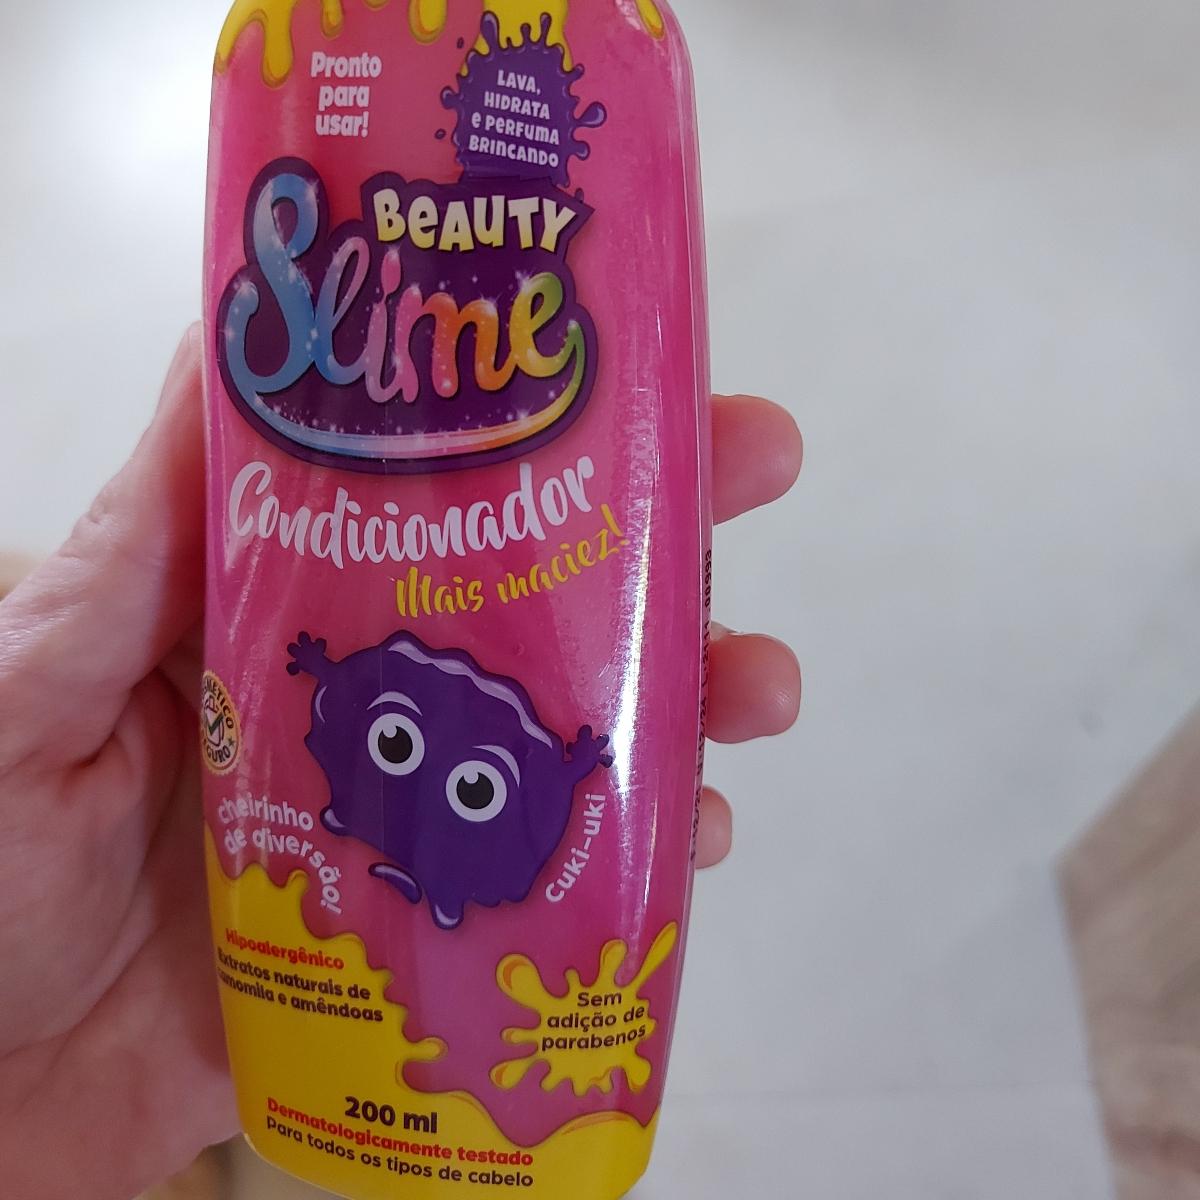 Pronto
para
usar!
LAVA,
HIDRATA
e PERFUMA
BRINCANDO
BEAUTY
Slime
Condicionador
Mais maciez!
cheirinho
de diversão!
cuki-uki
Hipoalergênico
Extratos naturais de
camomila e amêndoas
Sem
adição de
parabenos
200 ml
Dermatologicamente testado
para todos os tipos de cabelo